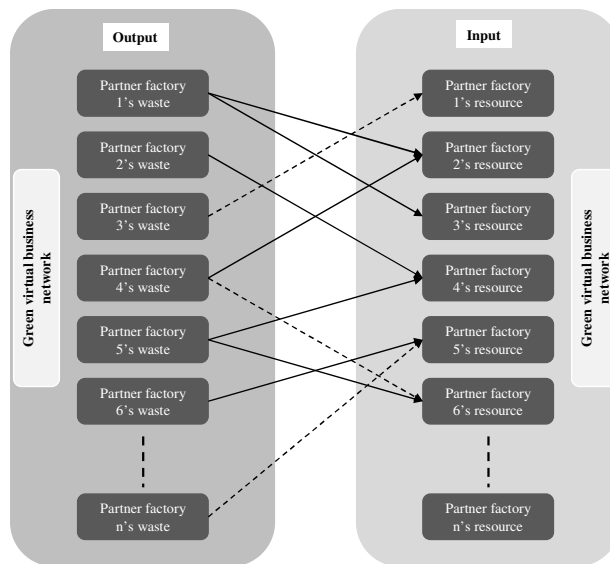 Output
Partner factory
1's waste
Partner factory
2's waste
Partner factory
3's waste
Partner factory
4's waste
Partner factory
5's waste
Partner factory
6's waste
Partner factory
n's waste
Green virtual business
network
Input
Partner factory
1's resource
Partner factory
2's resource
Partner factory
3's resource
Partner factory
4's resource
Partner factory
5's resource
Partner factory
6's resource
Partner factory
n's resource
Green virtual business
network